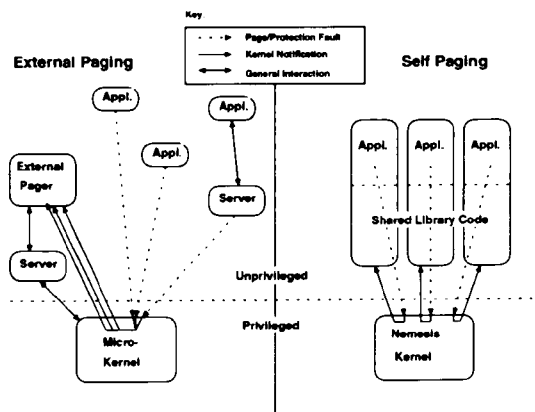 Key
Page/Protection Fault
Kernel Notification
General Interaction
External Paging
Self Paging
Appl.
Appl.
Appl.
External
Pager
Server
Server
Appl.
Appl.
Appl.
Shared Library Code
Unprivileged
Privileged
Micro-
Kernel
Nemesis
Kernel